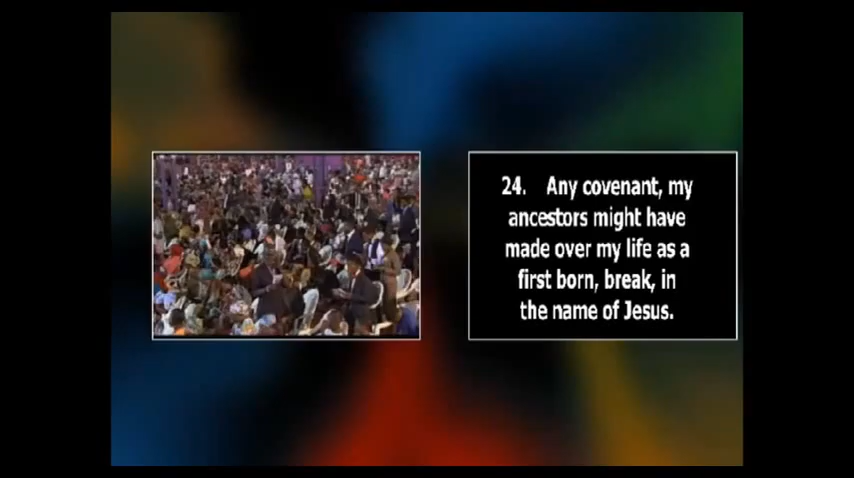 24. Any covenant, my
ancestors might have
made over my life as a
first born, break, in
the name of Jesus.